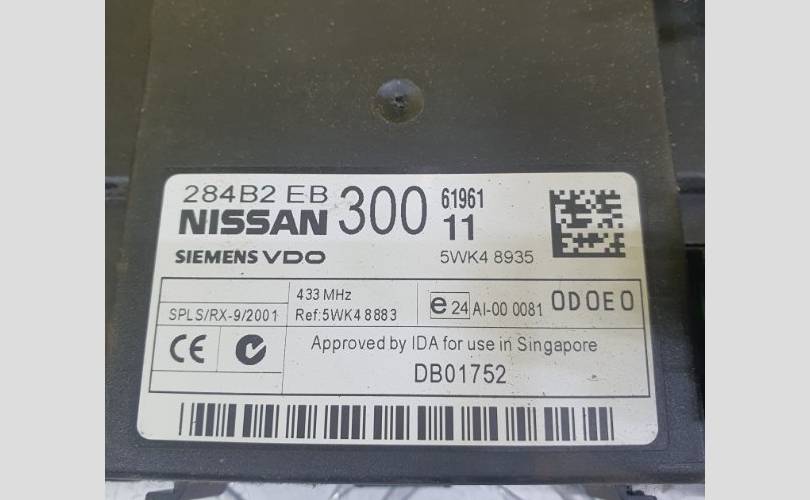 284B2 EB 300 61961
NISSAN 11
SIEMENS VDO 5WK4 8935
433 MHz
SPLS/RX-9/2001 Ref:5WK4 8883 e 24 AI-00 0081 0D0E0
CE Approved by IDA for use in Singapore
DB01752